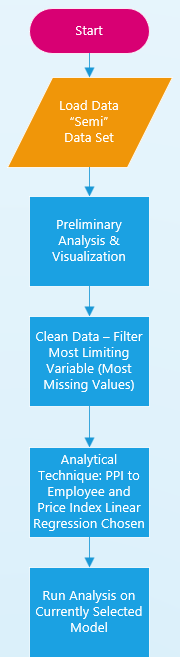 Start
Load Data
“Semi”
Data Set
Preliminary
Analysis &
Visualization
Clean Data – Filter
Most Limiting
Variable (Most
Missing Values)
Analytical
Technique: PPI to
Employee and
Price Index Linear
Regression Chosen
Run Analysis on
Currently Selected
Model